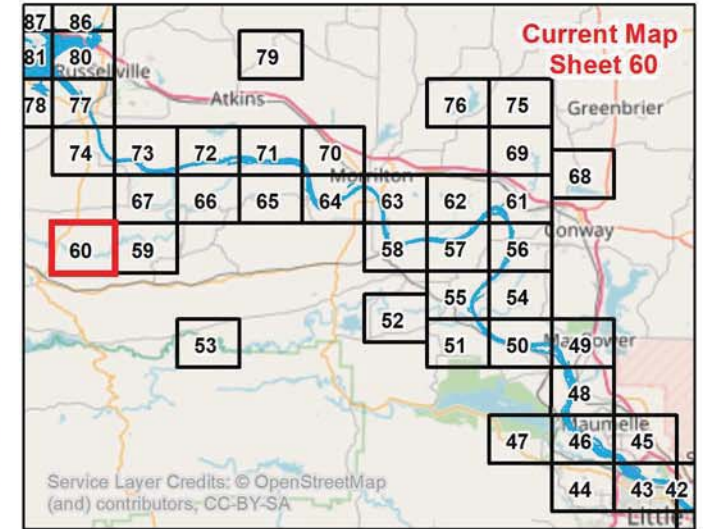 87 86
Current Map
Sheet 60
81 80
79
Russellville
78 77
Atkins
76 75
Greenbrier
74 73 72 71 70
69
68
Morrilton
67 66 65 64 63 62 61
Conway
60 59
58 57 56
55 54
52
53
51 50 49
48
Maumelle
47 46 45
Service Layer Credits: © OpenStreetMap
(and) contributors, CC-BY-SA
44 43 42
Little